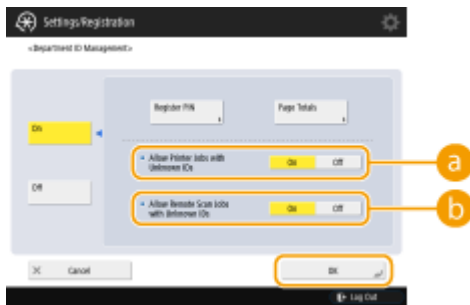 Settings/Registration
<Department ID Management>
Register PIN
Page Totals
On
Allow Printer Jobs with
Unknown IDs
On
Off
a
Off
Allow Remote Scan Jobs
with Unknown IDs
On
Off
b
Cancel
OK
Log Out